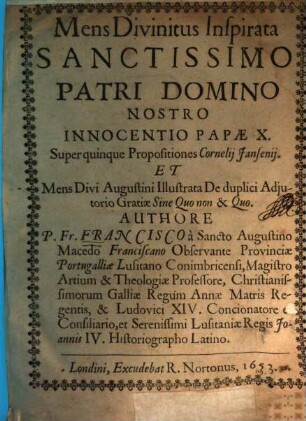 Mens Divinitus Inspirata
SANCTISSIMO
PATRI DOMINO
NOSTRO
INNOCENTIO PAPÆ X.
Super quinque Propositiones Cornelij Jansenij.
ET
Mens Divi Augustini Illustrata De duplici Adju-
torio Gratiæ Sine Quo non & Quo.
AUTHORE
P. Fr. FRANCISCO à Sancto Augustino
Macedo Franciscano Observante Provinciæ
Portugalliæ Lusitano Conimbricensi, Magistro
Artium & Theologiæ Professore, Christianis-
simorum Galliæ Regum Annæ Matris Re-
gentis, & Ludovici XIV. Concionatore &
Consiliario, et Serenissimi Lusitaniæ Regis Jo-
annis IV. Historiographo Latino.
Londini, Excudebat R. Nortonus, 1653.